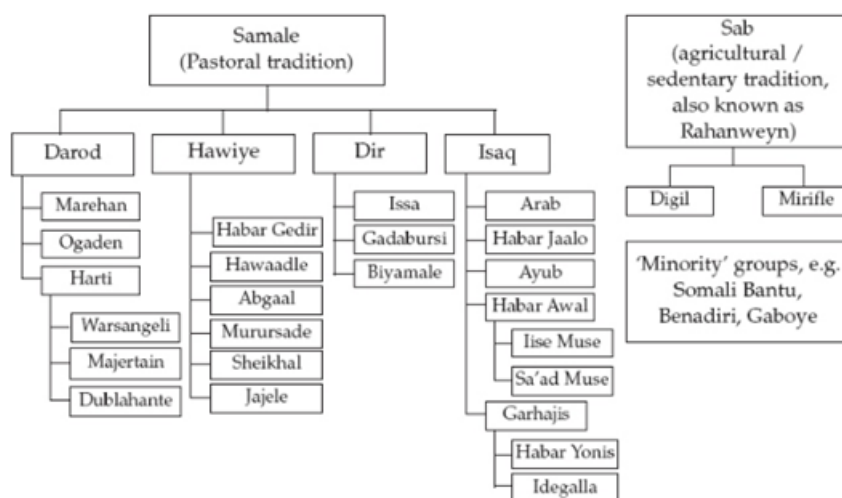 Samale
(Pastoral tradition)
Darod
Marehan
Ogaden
Harti
Warsangeli
Majertain
Dublahante
Hawiye
Habar Gedir
Hawaadle
Abgaal
Murursade
Sheikhal
Jajele
Dir
Issa
Gadabursi
Biyamale
Isaq
Arab
Habar Jaalo
Ayub
Habar Awal
Iise Muse
Sa'ad Muse
Garhajis
Habar Yonis
Idegalla
Sab
(agricultural /
sedentary tradition,
also known as
Rahanweyn)
Digil
Mirifle
'Minority' groups, e.g.
Somali Bantu,
Benadiri, Gaboye